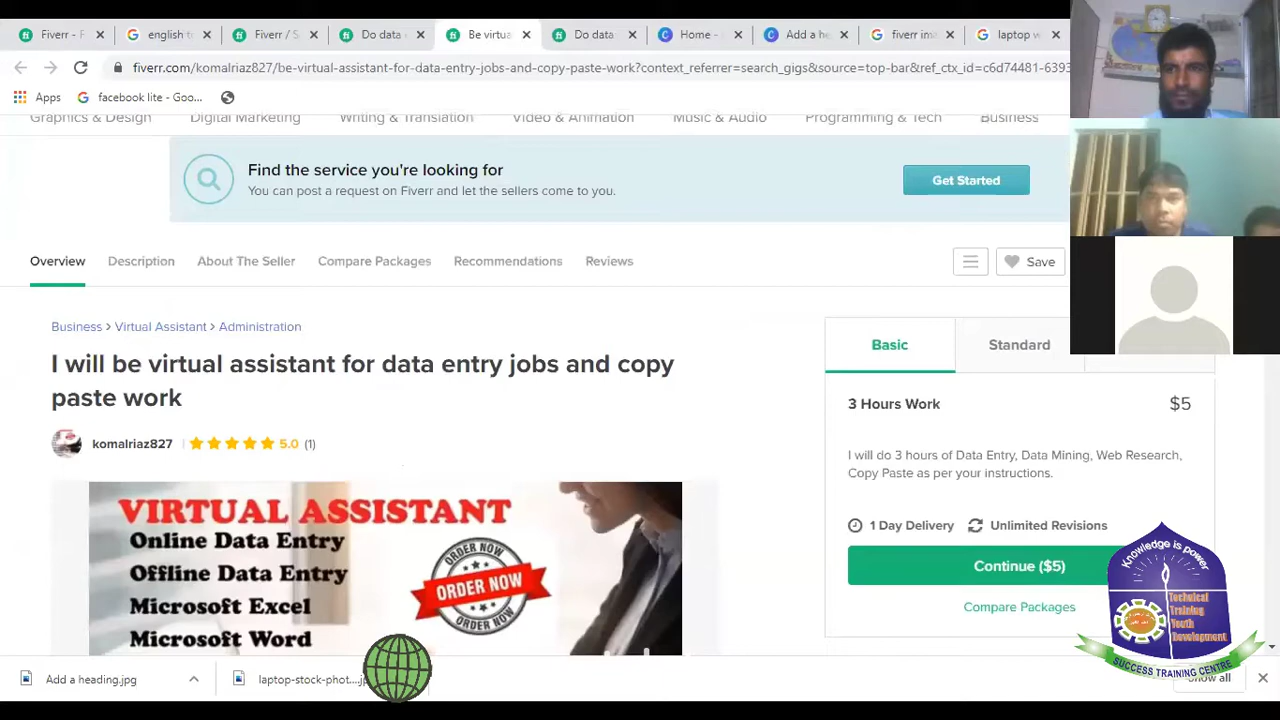 Fiverr - F
english t
Fiverr / S
Do data
Be virtua
Do data
Home -
Add a he
fiverr ima
laptop w
fiverr.com/komalriaz827/be-virtual-assistant-for-data-entry-jobs-and-copy-paste-work?context_referrer=search_gigs&source=top-bar&ref_ctx_id=c6d74481-6393
Apps
facebook lite - Goo...
Graphics & Design
Digital Marketing
Writing & Translation
Video & Animation
Music & Audio
Programming & Tech
Business
Find the service you're looking for
You can post a request on Fiverr and let the sellers come to you.
Get Started
Overview
Description
About The Seller
Compare Packages
Recommendations
Reviews
Save
Business > Virtual Assistant > Administration
I will be virtual assistant for data entry jobs and copy
paste work
komalriaz827
5.0 (1)
VIRTUAL ASSISTANT
Online Data Entry
Offline Data Entry
Microsoft Excel
Microsoft Word
ORDER NOW
ORDER NOW
Basic
Standard
3 Hours Work
$5
I will do 3 hours of Data Entry, Data Mining, Web Research,
Copy Paste as per your instructions.
1 Day Delivery
Unlimited Revisions
Continue ($5)
Compare Packages
Knowledge is power
Technical
Training
Youth
Development
SUCCESS TRAINING CENTRE
Add a heading.jpg
laptop-stock-phot....j
Show all